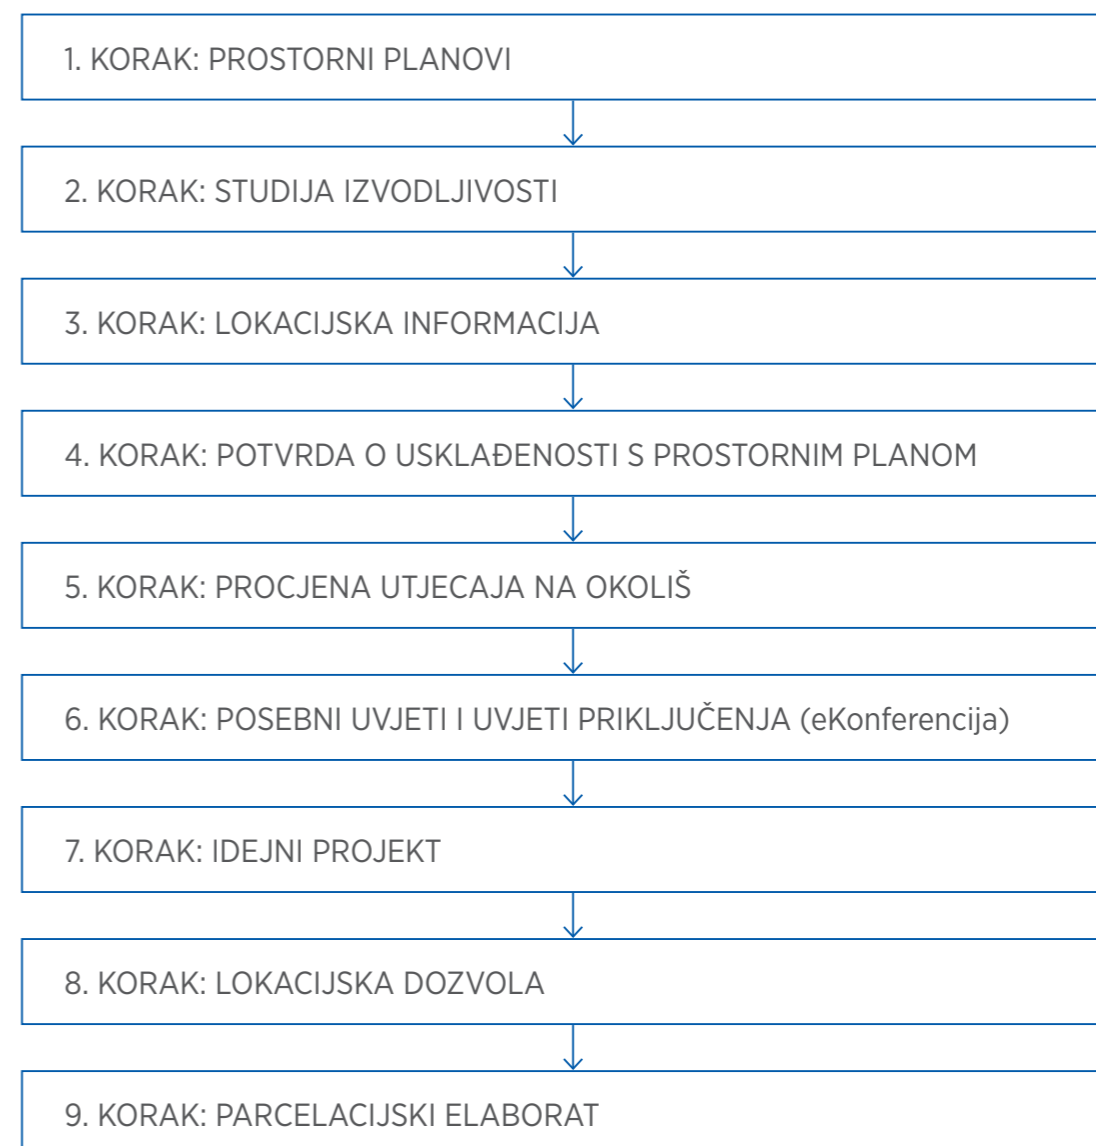 1. KORAK: PROSTORNI PLANOVI
2. KORAK: STUDIJA IZVODLJIVOSTI
3. KORAK: LOKACIJSKA INFORMACIJA
4. KORAK: POTVRDA O USKLAĐENOSTI S PROSTORNIM PLANOM
5. KORAK: PROCJENA UTJECAJA NA OKOLIŠ
6. KORAK: POSEBNI UVJETI I UVJETI PRIKLJUČENJA (eKonferencija)
7. KORAK: IDEJNI PROJEKT
8. KORAK: LOKACIJSKA DOZVOLA
9. KORAK: PARCELACIJSKI ELABORAT